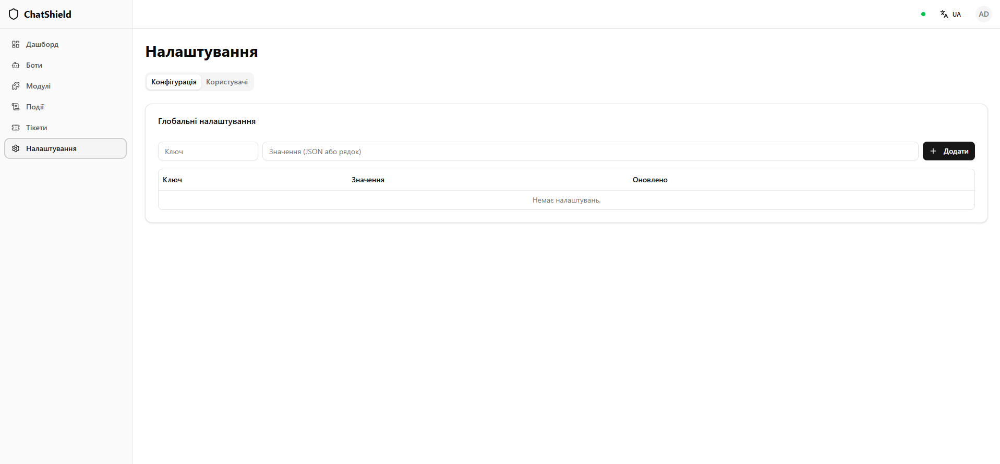 ChatShield
UA
AD
Дашборд
Боти
Модулі
Події
Тікети
Налаштування
Налаштування
Конфігурація
Користувачі
Глобальні налаштування
Ключ
Значення (JSON або рядок)
Додати
Ключ
Значення
Оновлено
Немає налаштувань.